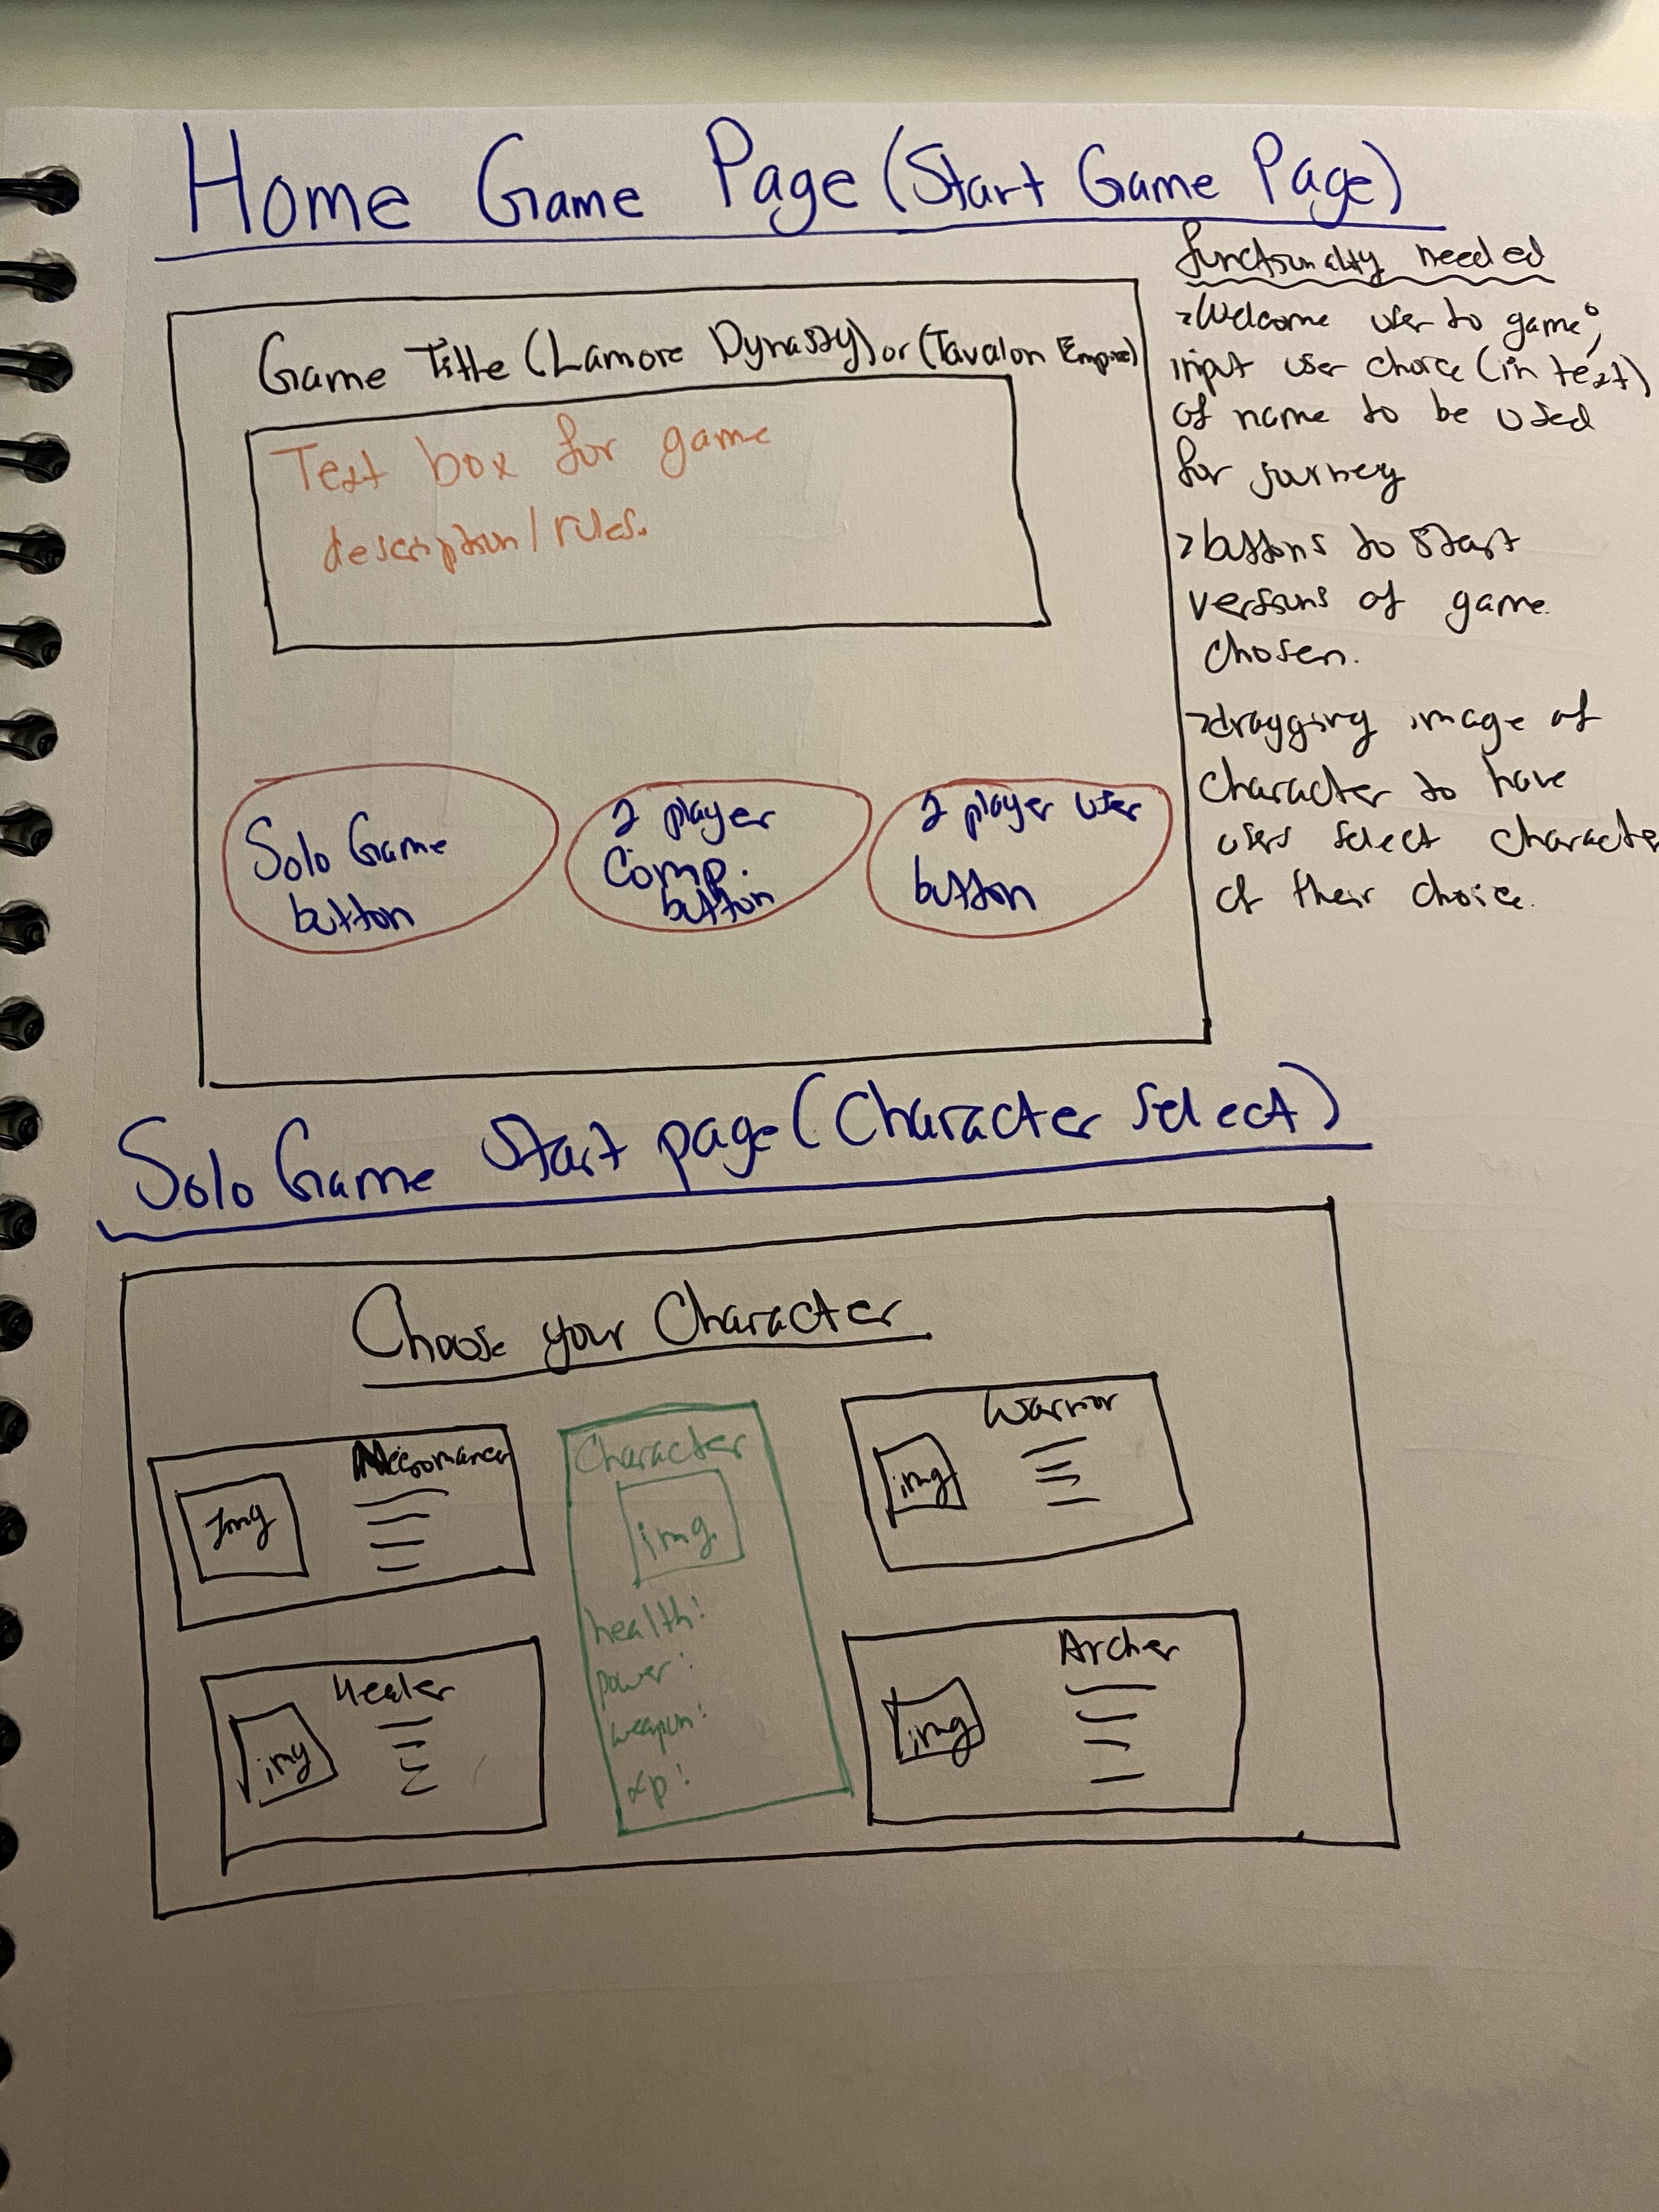 Home Game Page (Start Game Page)
functionality needed
>Welcome user to game;
input user choice (in text)
of name to be used
for journey
>buttons to start
versions of game
chosen.
>dragging image of
character to have
users select character
of their choice.
Game Title (Lamore Dynasty) or (Tavalon Empire)
Text box for game
description/rules.
Solo Game
button
2 player
Comp.
button
2 player user
button
Solo Game Start page (Character Select)
Choose your Character
Necromancer
Img
Character
img
health:
power:
weapon:
xp:
Warrior
img
Healer
img
Archer
img